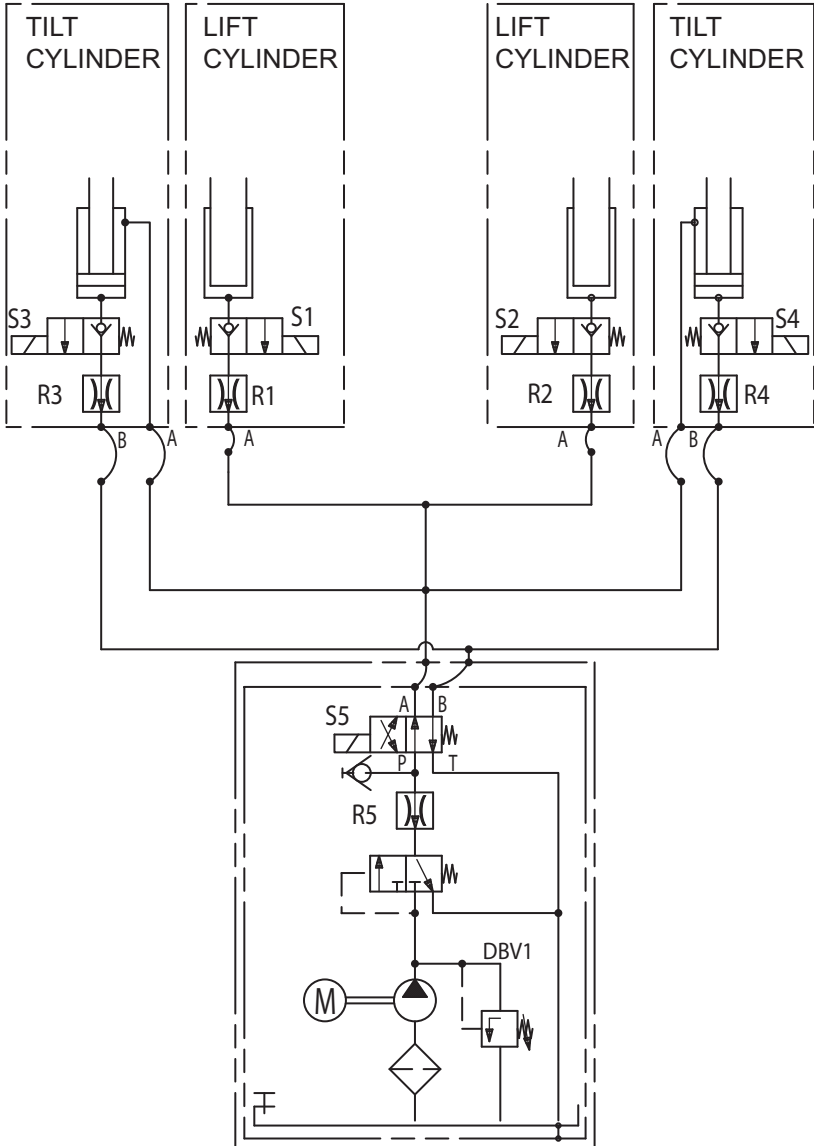 TILT
CYLINDER
LIFT
CYLINDER
LIFT
CYLINDER
TILT
CYLINDER
S3
S1
S2
S4
R3
R1
R2
R4
B
A
A
A
A
B
A
B
S5
P
T
R5
DBV1
M